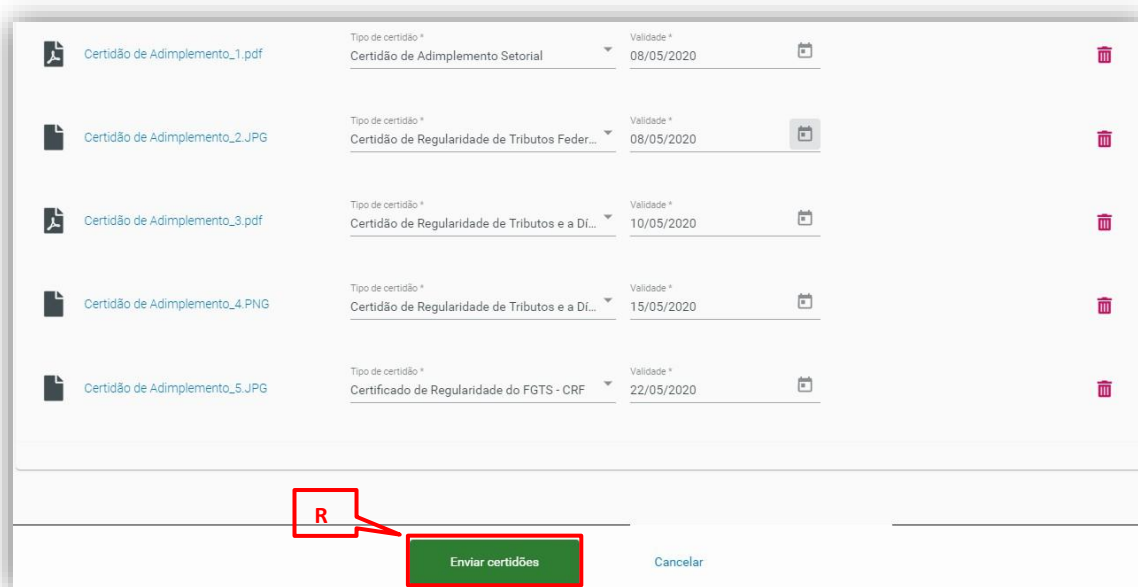 Tipo de certidão * Validade *
Certidão de Adimplemento_1.pdf Certidão de Adimplemento Setorial 08/05/2020
Tipo de certidão * Validade *
Certidão de Adimplemento_2.JPG Certidão de Regularidade de Tributos Feder... 08/05/2020
Tipo de certidão * Validade *
Certidão de Adimplemento_3.pdf Certidão de Regularidade de Tributos e a Dí... 10/05/2020
Tipo de certidão * Validade *
Certidão de Adimplemento_4.PNG Certidão de Regularidade de Tributos e a Dí... 15/05/2020
Tipo de certidão * Validade *
Certidão de Adimplemento_5.JPG Certificado de Regularidade do FGTS - CRF 22/05/2020
R
Enviar certidões Cancelar